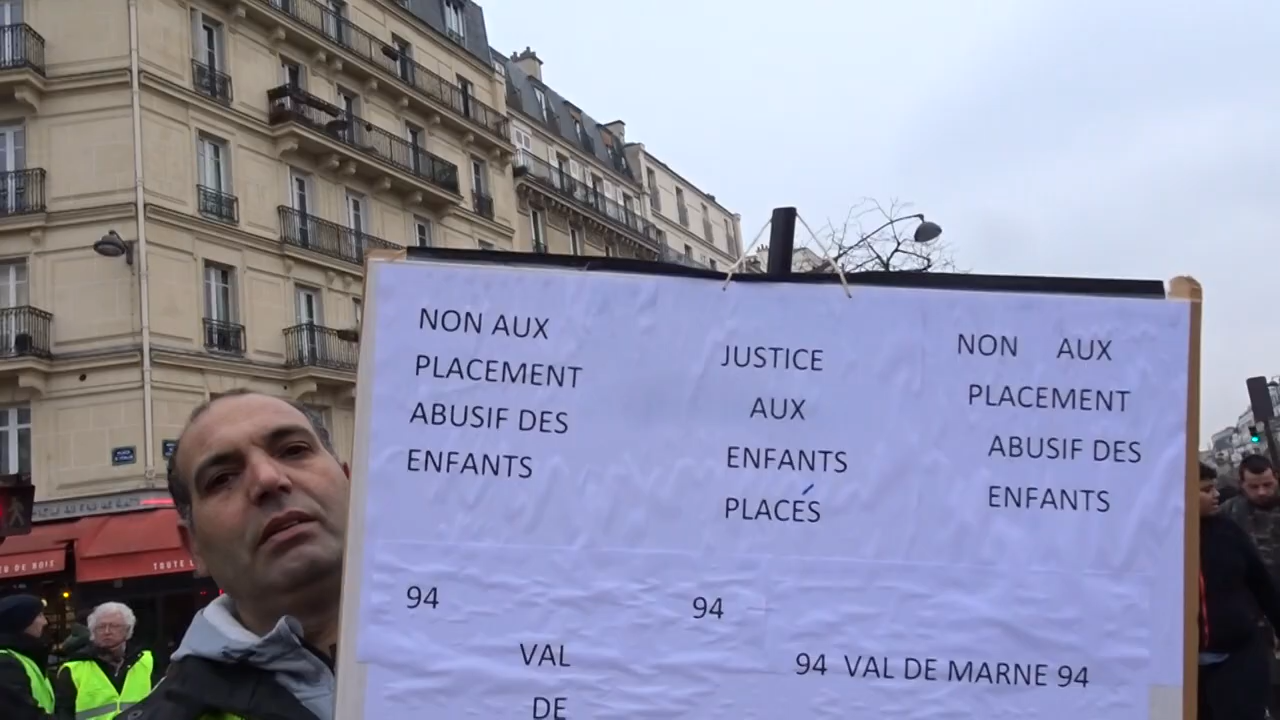 NON AUX
PLACEMENT
ABUSIF DES
ENFANTS
JUSTICE
AUX
ENFANTS
PLACÉS
NON AUX
PLACEMENT
ABUSIF DES
ENFANTS
94
VAL
DE
94
94 VAL DE MARNE 94
TOUTE